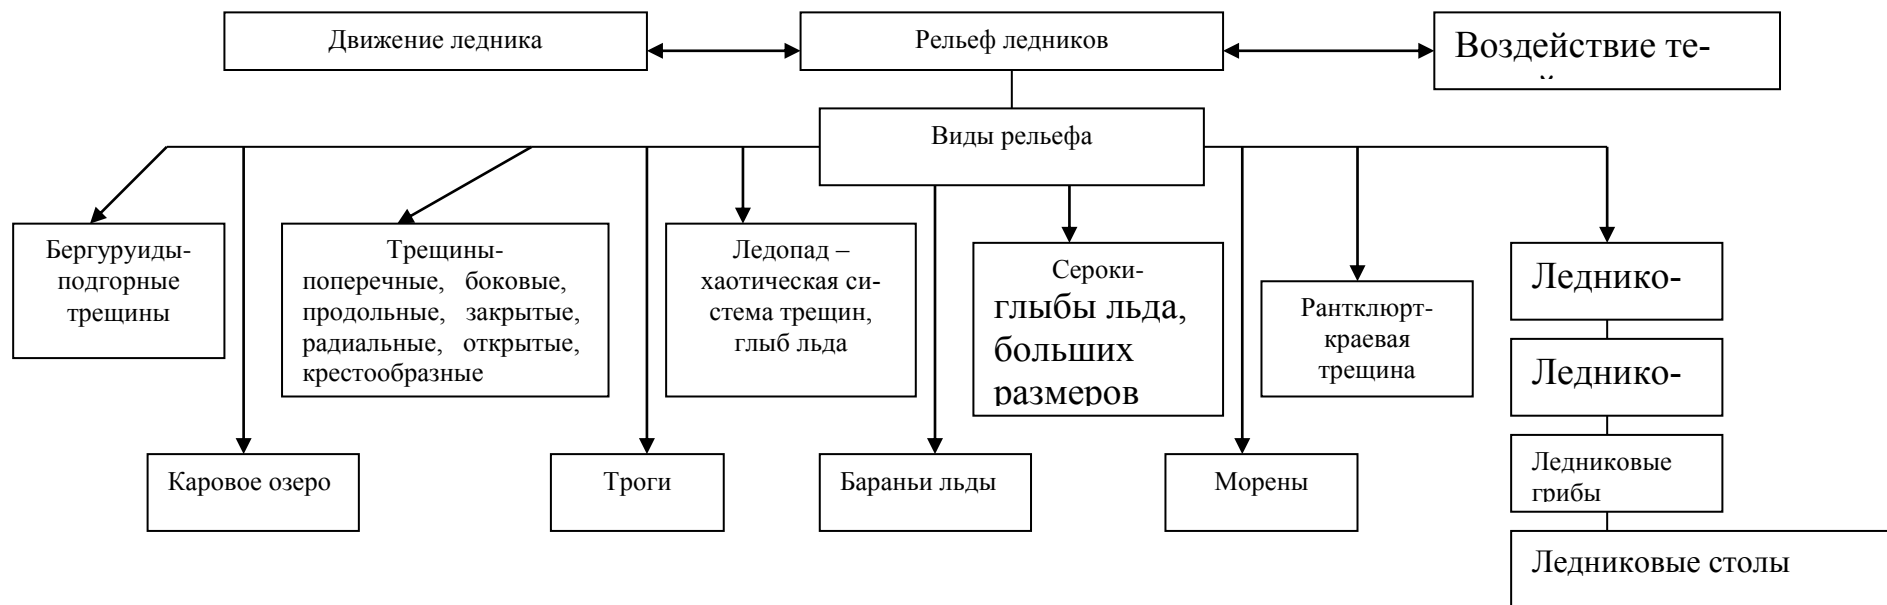 Движение ледника
Рельеф ледников
Воздействие те-
Виды рельефа
Бергуруиды-
подгорные
трещины
Трещины-
поперечные, боковые,
продольные, закрытые,
радиальные, открытые,
крестообразные
Ледопад –
хаотическая си-
стема трещин,
глыб льда
Сероки-
глыбы льда,
больших
размеров
Рантклюрт-
краевая
трещина
Леднико-
Леднико-
Ледниковые
грибы
Ледниковые столы
Каровое озеро
Троги
Бараньи льды
Морены